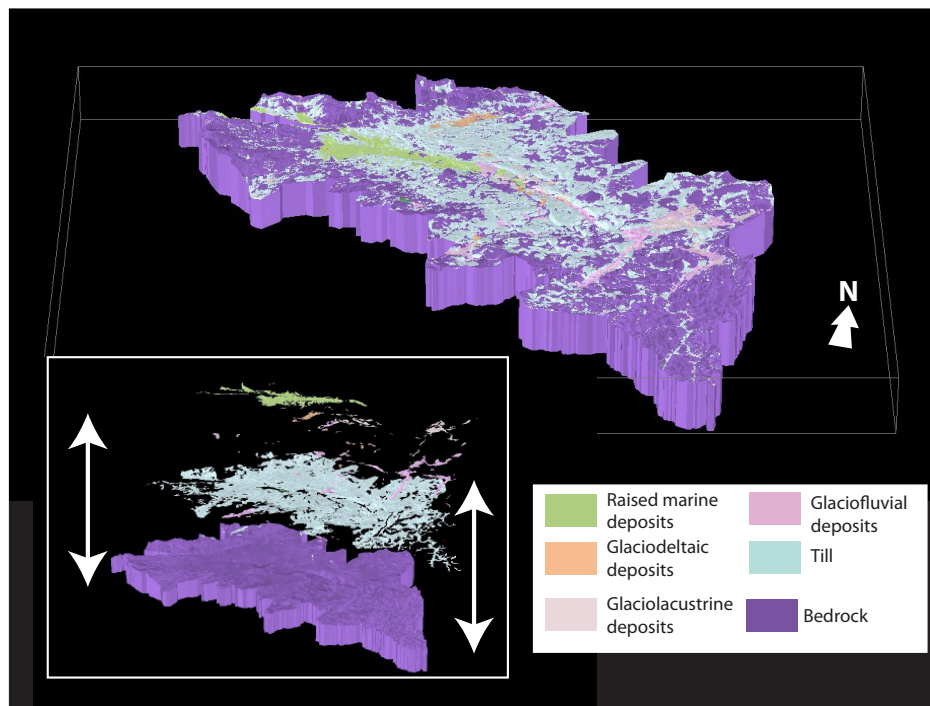 N
Raised marine
deposits
Glaciodeltaic
deposits
Glaciolacustrine
deposits
Glaciofluvial
deposits
Till
Bedrock